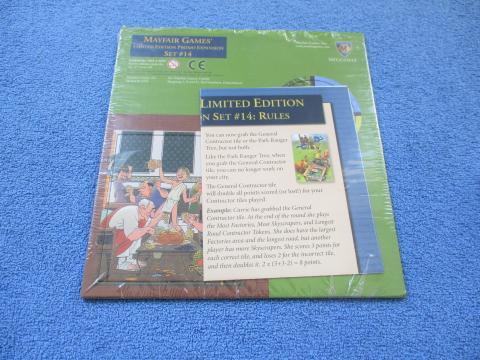 MAYFAIR GAMES'
LIMITED EDITION PROMO EXPANSION
SET #14
CE
LIMITED EDITION
N SET #14: RULES
You can now grab the General
Contractor tile or the Park Ranger
Tree, but not both.
Like the Park Ranger Tree, when
you grab the General Contractor
tile, you can no longer work on
your city.
The General Contractor tile
will double all points scored (or lost!) for your
Contractor tiles played.
Example: Carrie has grabbed the General
Contractor tile. At the end of the round she plays
the Most Factories, Most Skyscrapers, and Longest
Road Contractor Tokens. She does have the largest
Factories area and the longest road, but another
player has more Skyscrapers. She scores 3 points for
each correct tile, and loses 2 for the incorrect tile,
and then doubles it. 2 x (3+3-2) = 8 points.